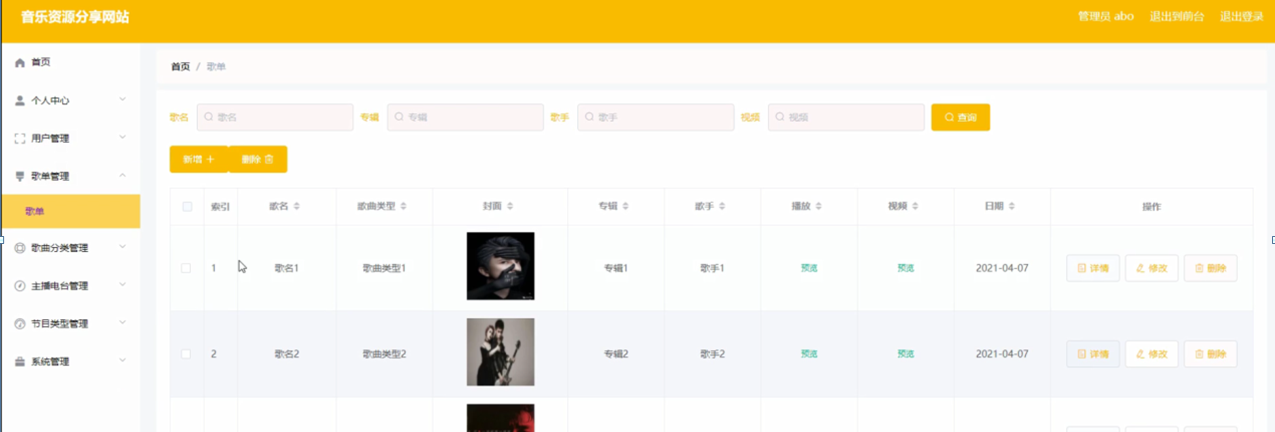 音乐资源分享网站
管理员 abo 退出到前台 退出登录
首页
个人中心
用户管理
歌单管理
歌单
歌曲分类管理
主播电台管理
节目类型管理
系统管理
首页 / 歌单
歌名 歌名 专辑 专辑 歌手 歌手 视频 视频 查询
新增 + 删除
索引 歌名 歌曲类型 封面 专辑 歌手 播放 视频 日期 操作
1 歌名1 歌曲类型1 专辑1 歌手1 预览 预览 2021-04-07 详情 修改 删除
2 歌名2 歌曲类型2 专辑2 歌手2 预览 预览 2021-04-07 详情 修改 删除